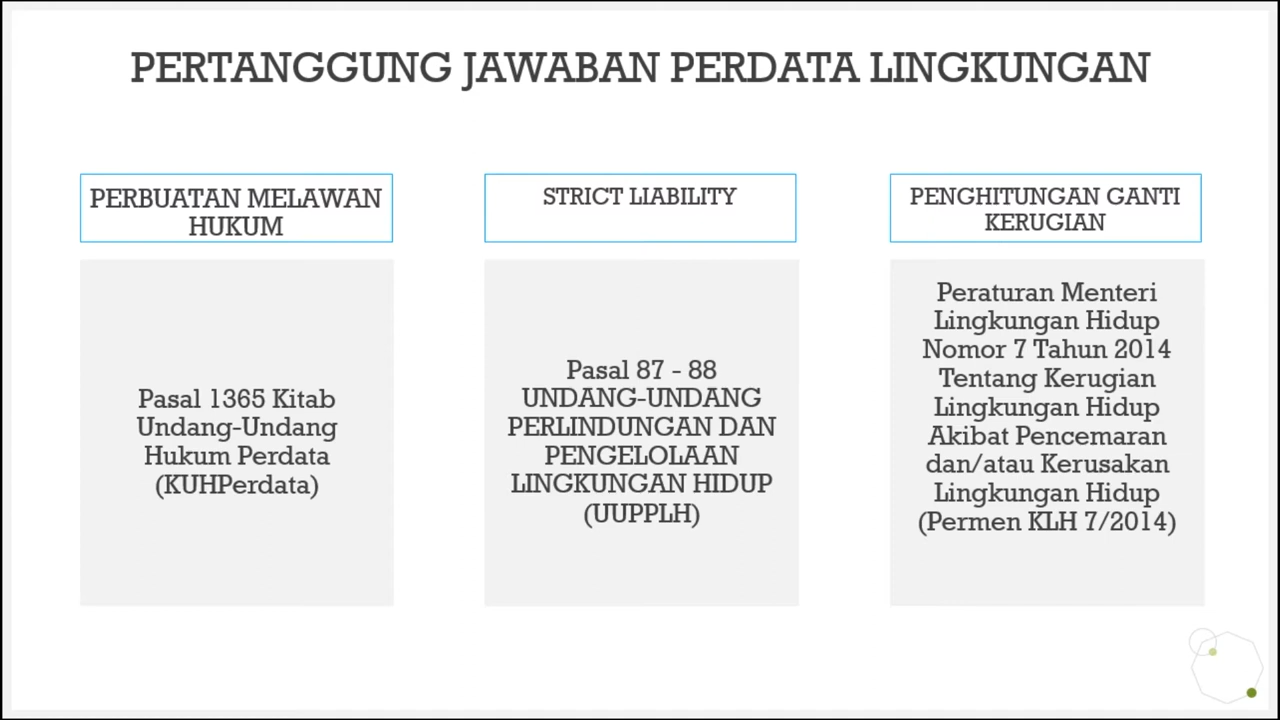 PERTANGGUNG JAWABAN PERDATA LINGKUNGAN
PERBUATAN MELAWAN
HUKUM
Pasal 1365 Kitab
Undang-Undang
Hukum Perdata
(KUHPerdata)
STRICT LIABILITY
Pasal 87 - 88
UNDANG-UNDANG
PERLINDUNGAN DAN
PENGELOLAAN
LINGKUNGAN HIDUP
(UUPPLH)
PENGHITUNGAN GANTI
KERUGIAN
Peraturan Menteri
Lingkungan Hidup
Nomor 7 Tahun 2014
Tentang Kerugian
Lingkungan Hidup
Akibat Pencemaran
dan/atau Kerusakan
Lingkungan Hidup
(Permen KLH 7/2014)